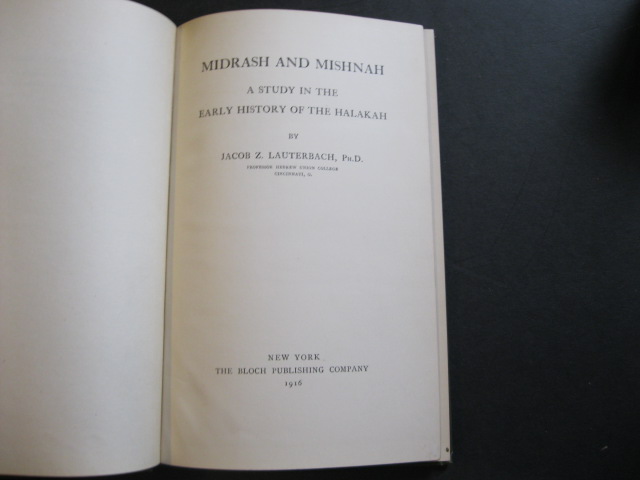 MIDRASH AND MISHNAH
A STUDY IN THE
EARLY HISTORY OF THE HALAKAH
BY
JACOB Z. LAUTERBACH, PH.D.
PROFESSOR HEBREW UNION COLLEGE
CINCINNATI, O.
NEW YORK
THE BLOCH PUBLISHING COMPANY
1916